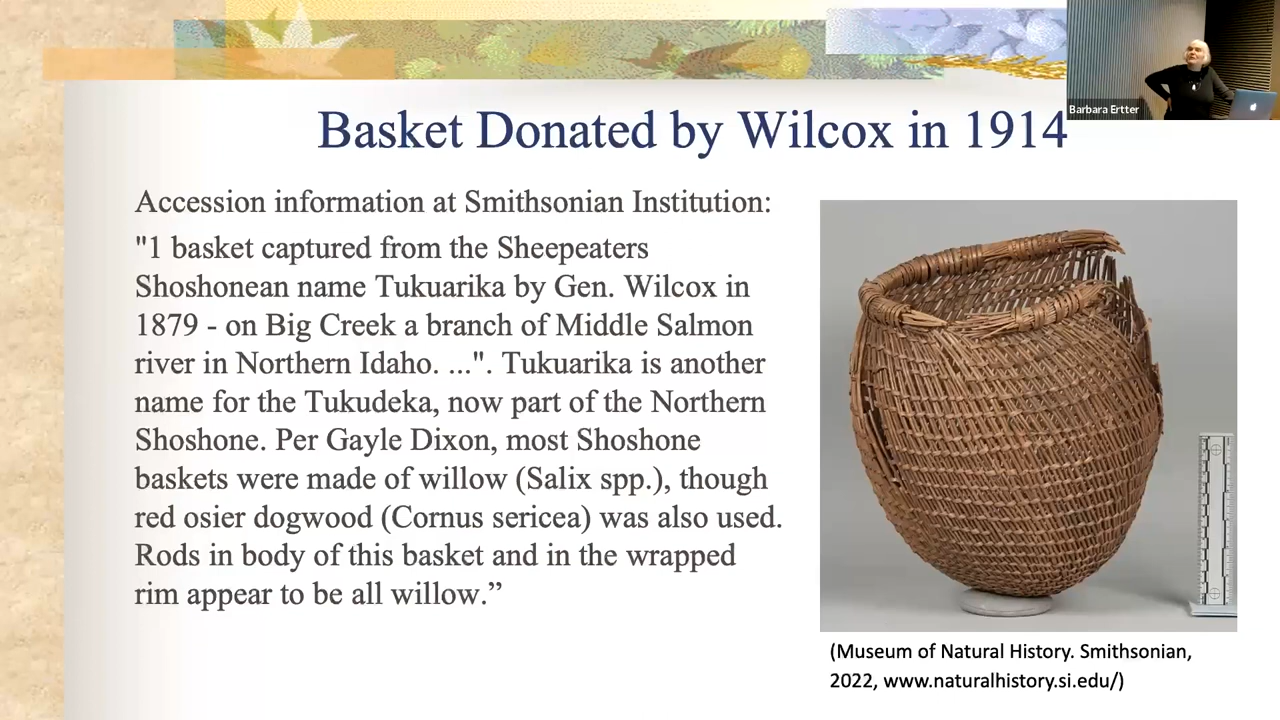 Barbara Ertter
Basket Donated by Wilcox in 1914
Accession information at Smithsonian Institution:
"1 basket captured from the Sheepeaters
Shoshonean name Tukuarika by Gen. Wilcox in
1879 - on Big Creek a branch of Middle Salmon
river in Northern Idaho. ...". Tukuarika is another
name for the Tukudeka, now part of the Northern
Shoshone. Per Gayle Dixon, most Shoshone
baskets were made of willow (Salix spp.), though
red osier dogwood (Cornus sericea) was also used.
Rods in body of this basket and in the wrapped
rim appear to be all willow.”
(Museum of Natural History. Smithsonian,
2022, www.naturalhistory.si.edu/)